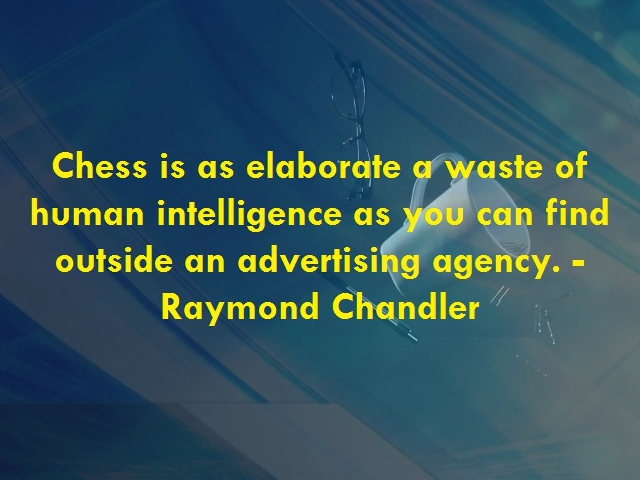 Chess is as elaborate a waste of
human intelligence as you can find
outside an advertising agency. -
Raymond Chandler